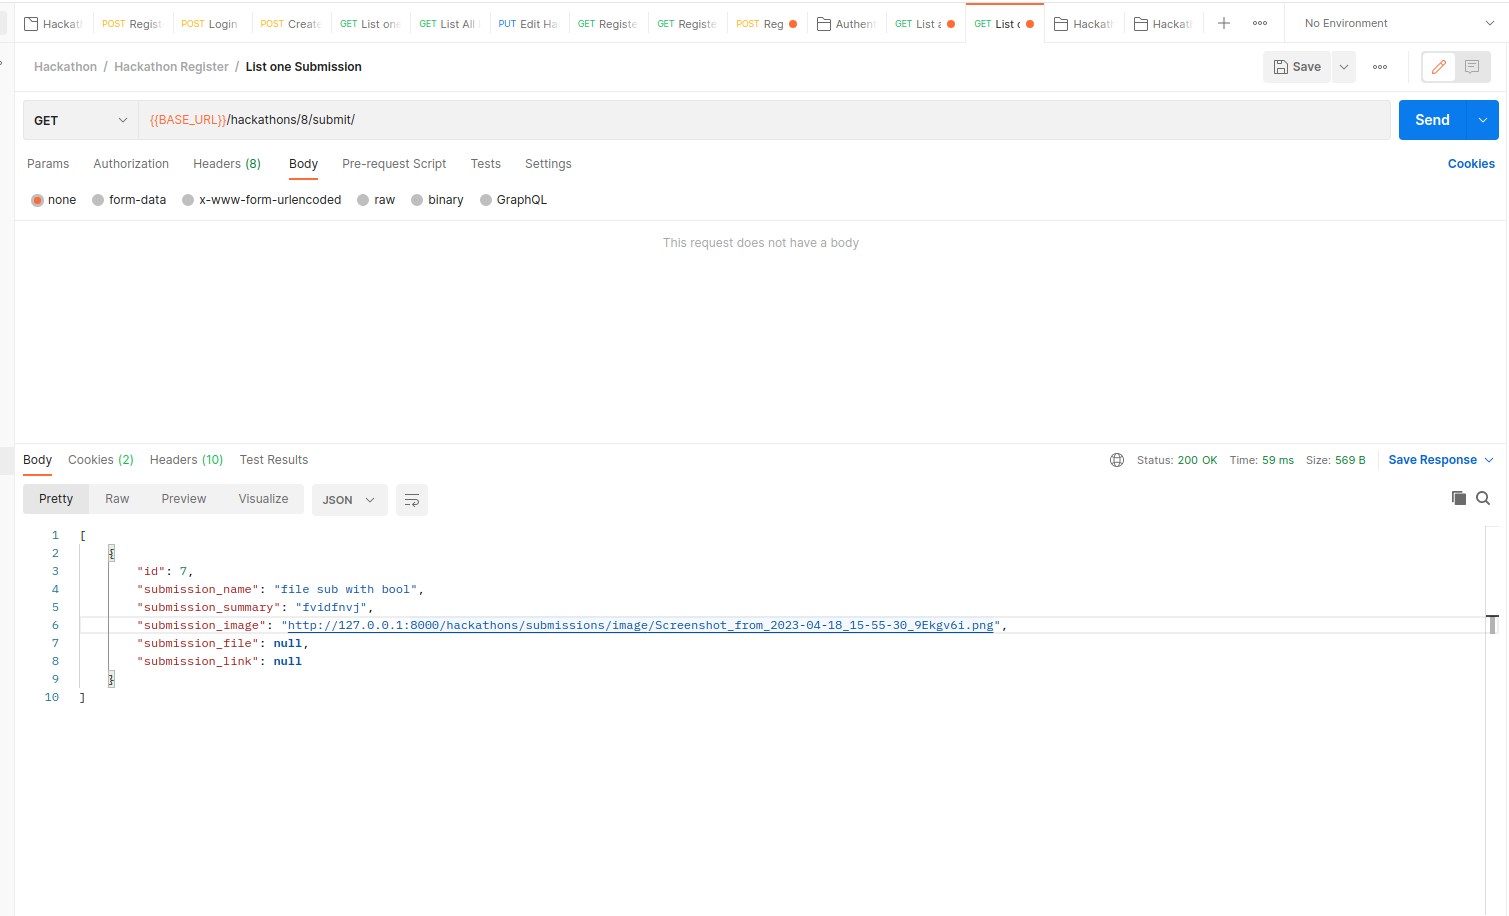 Hackath POST Regist POST Login POST Create GET List one GET List All PUT Edit Ha GET Registe GET Registe POST Reg Authent GET List a GET List o Hackath Hackath No Environment
Hackathon / Hackathon Register / List one Submission Save
GET {{BASE_URL}}/hackathons/8/submit/ Send
Params Authorization Headers (8) Body Pre-request Script Tests Settings Cookies
none form-data x-www-form-urlencoded raw binary GraphQL
This request does not have a body
Body Cookies (2) Headers (10) Test Results Status: 200 OK Time: 59 ms Size: 569 B Save Response
Pretty Raw Preview Visualize JSON
1 [
2 {
3 "id": 7,
4 "submission_name": "file sub with bool",
5 "submission_summary": "fvidfnvj",
6 "submission_image": "http://127.0.0.1:8000/hackathons/submissions/image/Screenshot_from_2023-04-18_15-55-30_9Ekgv6i.png",
7 "submission_file": null,
8 "submission_link": null
9 }
10 ]